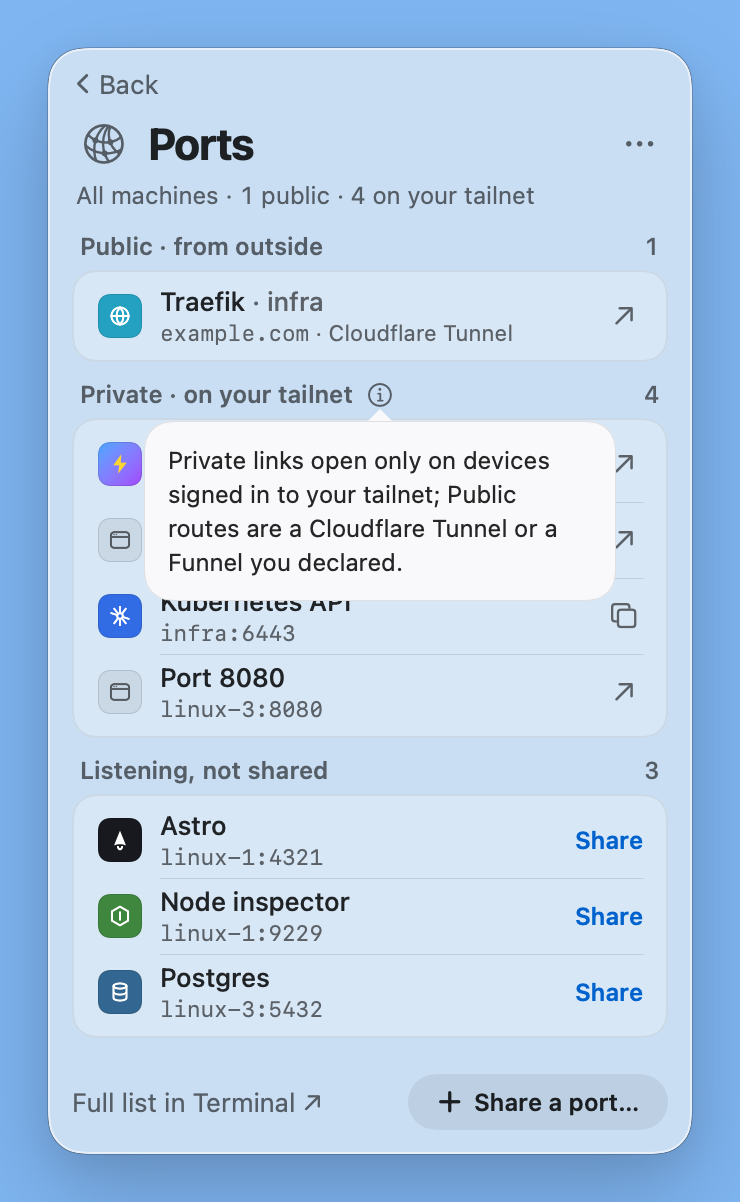 Back
Ports
All machines · 1 public · 4 on your tailnet
Public · from outside 1
Traefik · infra
example.com · Cloudflare Tunnel
Private · on your tailnet 4
Private links open only on devices
signed in to your tailnet; Public
routes are a Cloudflare Tunnel or a
Funnel you declared.
Kubernetes API
infra:6443
Port 8080
linux-3:8080
Listening, not shared 3
Astro
linux-1:4321
Share
Node inspector
linux-1:9229
Share
Postgres
linux-3:5432
Share
Full list in Terminal
Share a port...